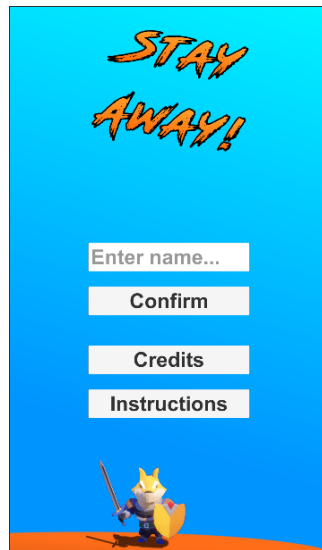 STAY
AWAY!
Enter name...
Confirm
Credits
Instructions